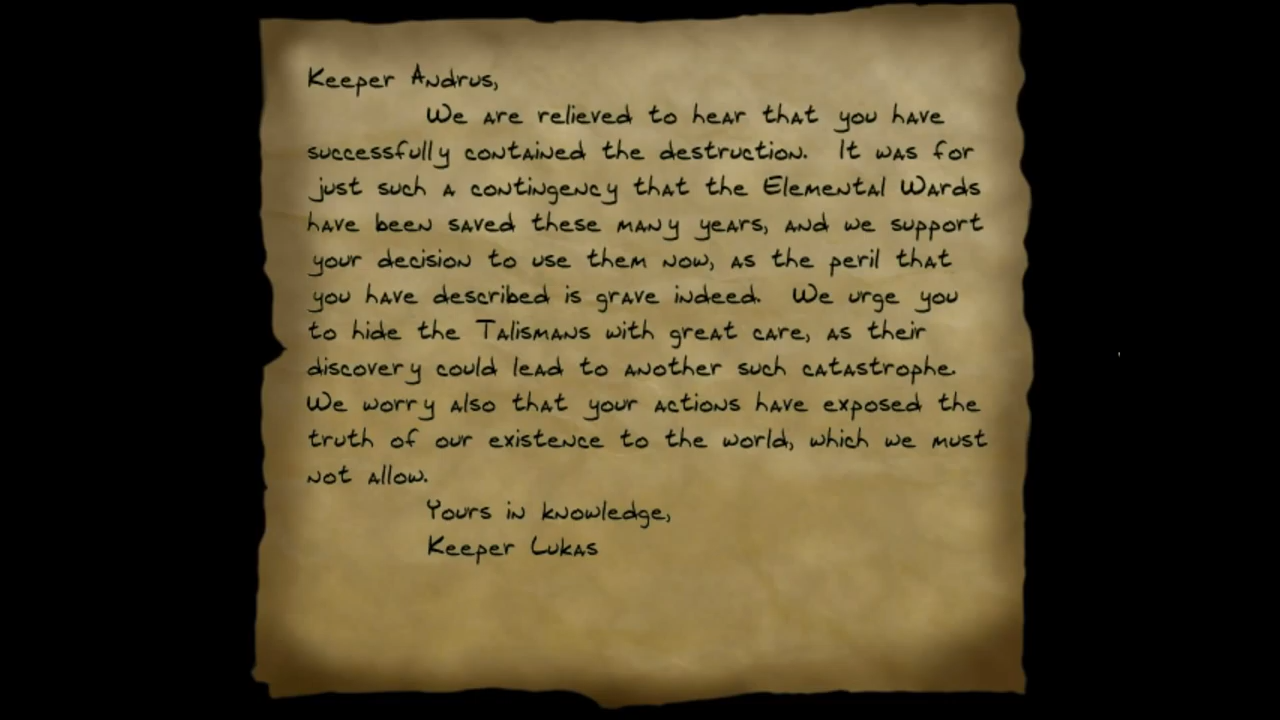 Keeper Andrus,
We are relieved to hear that you have
successfully contained the destruction. It was for
just such a contingency that the Elemental Wards
have been saved these many years, and we support
your decision to use them now, as the peril that
you have described is grave indeed. We urge you
to hide the Talismans with great care, as their
discovery could lead to another such catastrophe.
We worry also that your actions have exposed the
truth of our existence to the world, which we must
not allow.
Yours in knowledge,
Keeper Lukas